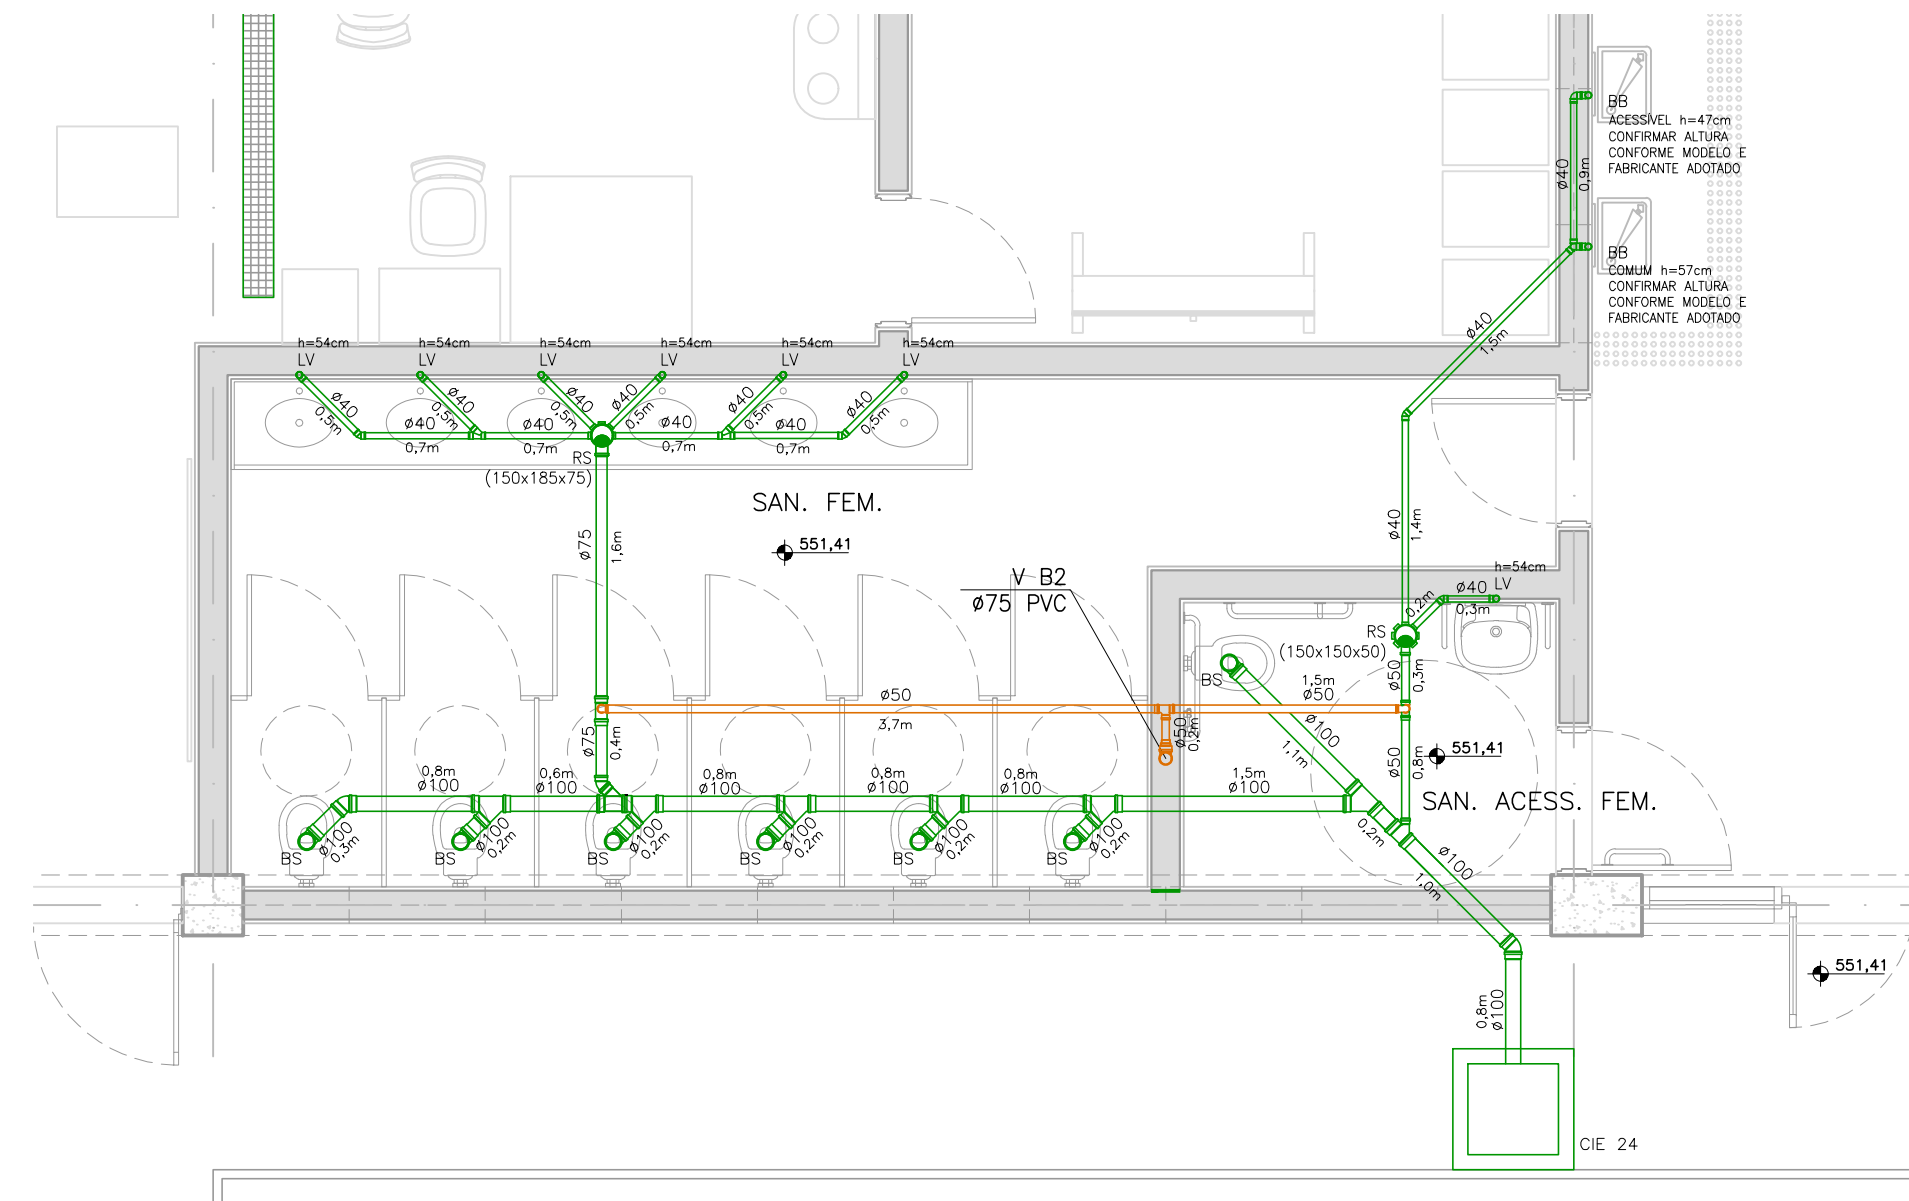 BB
ACESSÍVEL h=47cm
CONFIRMAR ALTURA
CONFORME MODELO E
FABRICANTE ADOTADO
ø40
0,9m
BB
COMUM h=57cm
CONFIRMAR ALTURA
CONFORME MODELO E
FABRICANTE ADOTADO
ø40
1,5m
h=54cm
LV
h=54cm
LV
h=54cm
LV
h=54cm
LV
h=54cm
LV
h=54cm
LV
ø40
0,5m
ø40
0,5m
ø40
0,5m
ø40
0,5m
ø40
0,5m
ø40
0,5m
ø40
0,7m
ø40
0,7m
ø40
0,7m
ø40
0,7m
RS
(150x185x75)
SAN. FEM.
551,41
ø75
1,6m
ø40
1,4m
V B2
ø75 PVC
h=54cm
LV
ø40
0,3m
0,2m
RS
(150x150x50)
BS
ø50
0,3m
1,5m
ø50
ø50
3,7m
ø50
0,2m
ø100
1,1m
ø75
0,4m
ø50
0,8m
551,41
SAN. ACESS. FEM.
0,8m
ø100
0,6m
ø100
0,8m
ø100
0,8m
ø100
0,8m
ø100
1,5m
ø100
BS
ø100
0,3m
BS
ø100
0,2m
BS
ø100
0,2m
BS
ø100
0,2m
BS
ø100
0,2m
BS
ø100
0,2m
0,2m
ø100
1,0m
551,41
0,8m
ø100
CIE 24